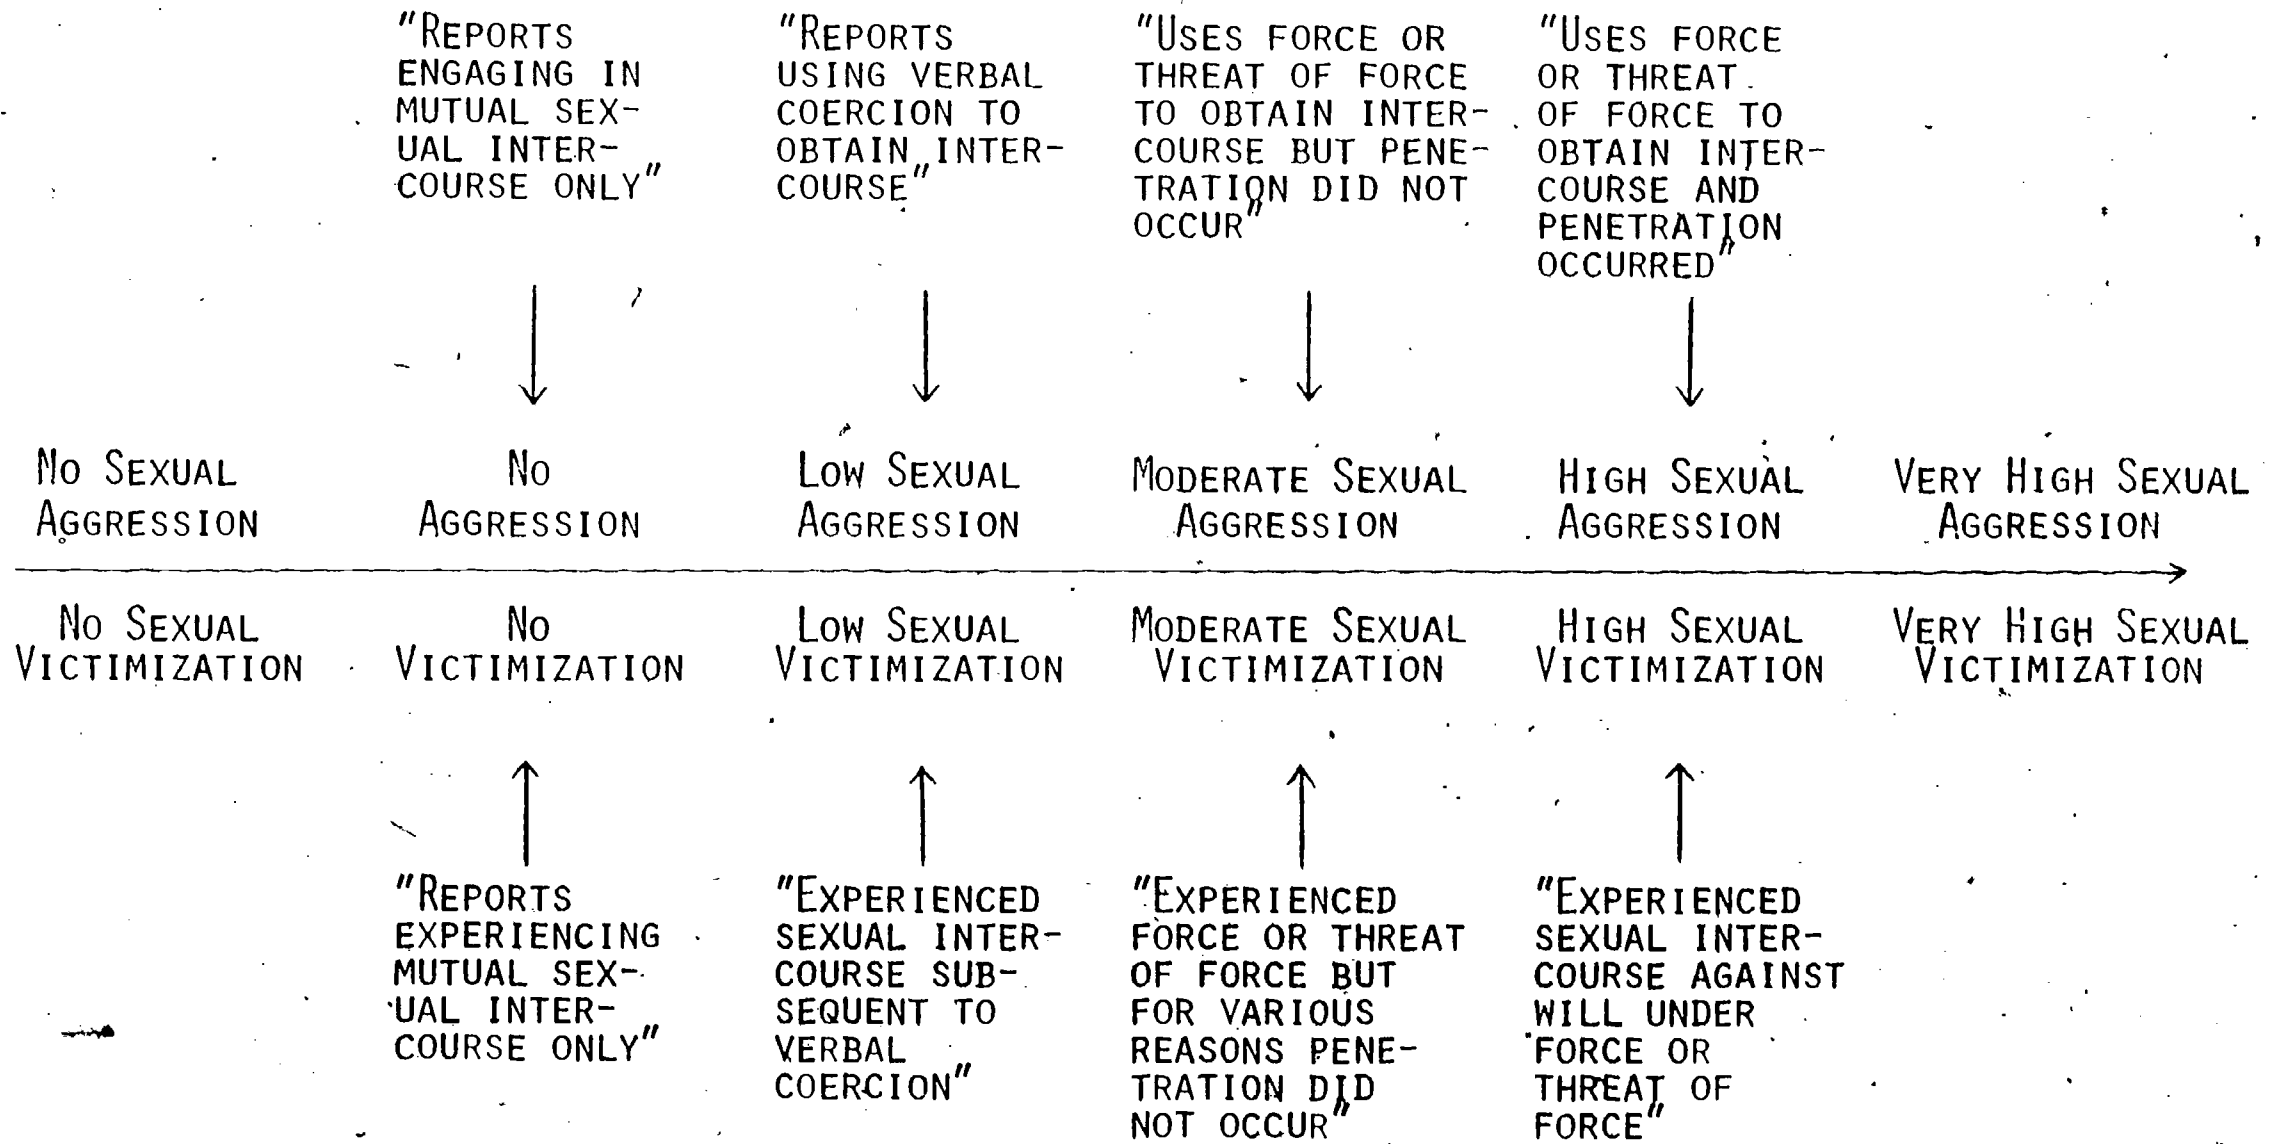 "REPORTS
ENGAGING IN
MUTUAL SEX-
UAL INTER-
COURSE ONLY"
"REPORTS
USING VERBAL
COERCION TO
OBTAIN INTER-
COURSE"
"USES FORCE OR
THREAT OF FORCE
TO OBTAIN INTER-
COURSE BUT PENE-
TRATION DID NOT
OCCUR"
"USES FORCE
OR THREAT
OF FORCE TO
OBTAIN INTER-
COURSE AND
PENETRATION
OCCURRED"
NO SEXUAL
AGGRESSION
NO
AGGRESSION
LOW SEXUAL
AGGRESSION
MODERATE SEXUAL
AGGRESSION
HIGH SEXUAL
AGGRESSION
VERY HIGH SEXUAL
AGGRESSION
NO SEXUAL
VICTIMIZATION
NO
VICTIMIZATION
LOW SEXUAL
VICTIMIZATION
MODERATE SEXUAL
VICTIMIZATION
HIGH SEXUAL
VICTIMIZATION
VERY HIGH SEXUAL
VICTIMIZATION
"REPORTS
EXPERIENCING
MUTUAL SEX-
UAL INTER-
COURSE ONLY"
"EXPERIENCED
SEXUAL INTER-
COURSE SUB-
SEQUENT TO
VERBAL
COERCION"
"EXPERIENCED
FORCE OR THREAT
OF FORCE BUT
FOR VARIOUS
REASONS PENE-
TRATION DID
NOT OCCUR"
"EXPERIENCED
SEXUAL INTER-
COURSE AGAINST
WILL UNDER
FORCE OR
THREAT OF
FORCE"